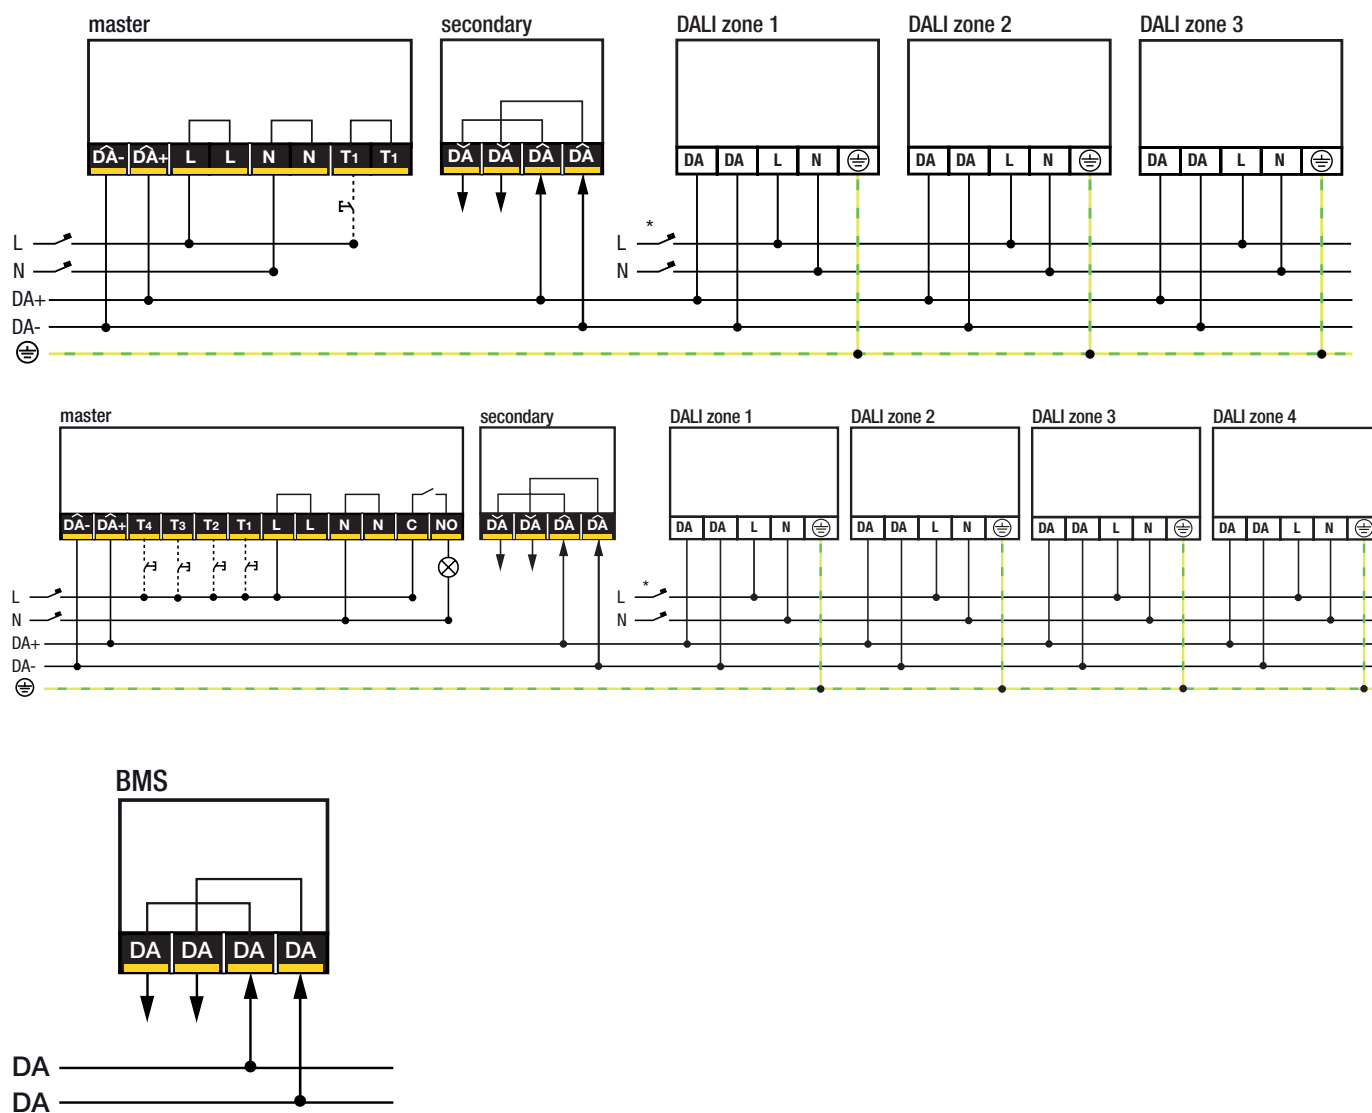 master secondary DALI zone 1 DALI zone 2 DALI zone 3
DA- DA+ L L N N T1 T1 DA DA DA DA DA DA L N DA DA L N DA DA L N
L * L
N N
DA+
DA-
master secondary DALI zone 1 DALI zone 2 DALI zone 3 DALI zone 4
DA- DA+ T4 T3 T2 T1 L L N N C NO DA DA DA DA DA DA L N DA DA L N DA DA L N DA DA L N
L * L
N N
DA+
DA-
BMS
DA DA DA DA
DA
DA